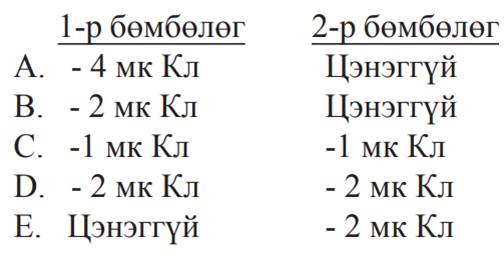 1-р бөмбөлөг 2-р бөмбөлөг
A. - 4 мк Кл Цэнэггүй
B. - 2 мк Кл Цэнэггүй
C. -1 мк Кл -1 мк Кл
D. - 2 мк Кл - 2 мк Кл
E. Цэнэггүй - 2 мк Кл